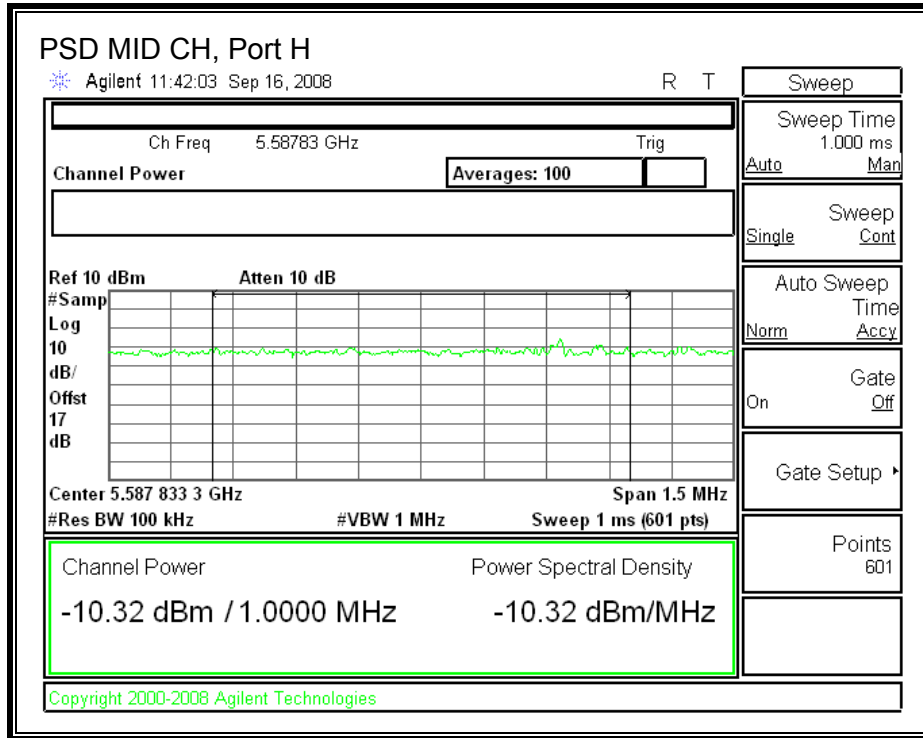 PSD MID CH, Port H
Agilent 11:42:03 Sep 16, 2008 R T
Ch Freq 5.58783 GHz Trig
Channel Power Averages: 100
Ref 10 dBm Atten 10 dB
#Samp
Log
10
dB/
Offst
17
dB
Center 5.587 833 3 GHz Span 1.5 MHz
#Res BW 100 kHz #VBW 1 MHz Sweep 1 ms (601 pts)
Channel Power Power Spectral Density
-10.32 dBm / 1.0000 MHz -10.32 dBm/MHz
Copyright 2000-2008 Agilent Technologies
Sweep
Sweep Time
1.000 ms
Auto Man
Sweep
Single Cont
Auto Sweep
Time
Norm Accy
Gate
On Off
Gate Setup
Points
601